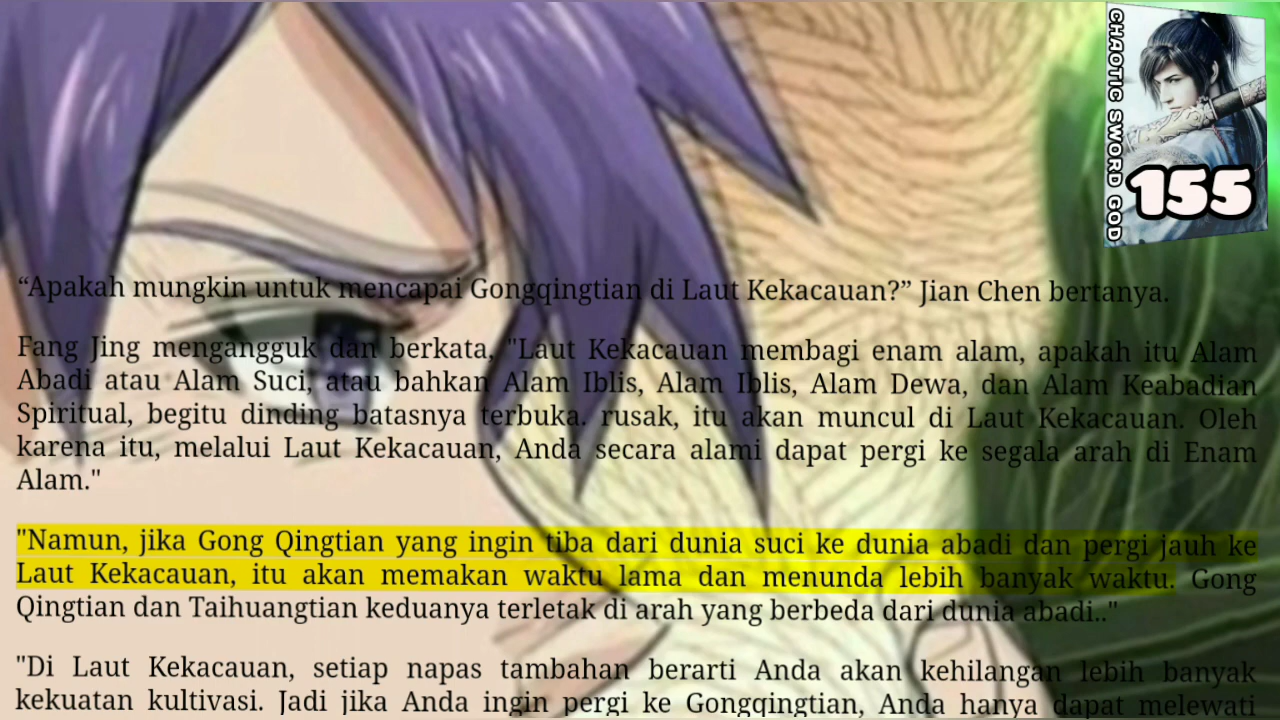 CHAOTIC SWORD GOD
155
“Apakah mungkin untuk mencapai Gongqingtian di Laut Kekacauan?” Jian Chen bertanya.
Fang Jing mengangguk dan berkata, "Laut Kekacauan membagi enam alam, apakah itu Alam
Abadi atau Alam Suci, atau bahkan Alam Iblis, Alam Iblis, Alam Dewa, dan Alam Keabadian
Spiritual, begitu dinding batasnya terbuka. rusak, itu akan muncul di Laut Kekacauan. Oleh
karena itu, melalui Laut Kekacauan, Anda secara alami dapat pergi ke segala arah di Enam
Alam."
"Namun, jika Gong Qingtian yang ingin tiba dari dunia suci ke dunia abadi dan pergi jauh ke
Laut Kekacauan, itu akan memakan waktu lama dan menunda lebih banyak waktu. Gong
Qingtian dan Taihuangtian keduanya terletak di arah yang berbeda dari dunia abadi.."
"Di Laut Kekacauan, setiap napas tambahan berarti Anda akan kehilangan lebih banyak
kekuatan kultivasi. Jadi jika Anda ingin pergi ke Gongqingtian, Anda hanya dapat melewati